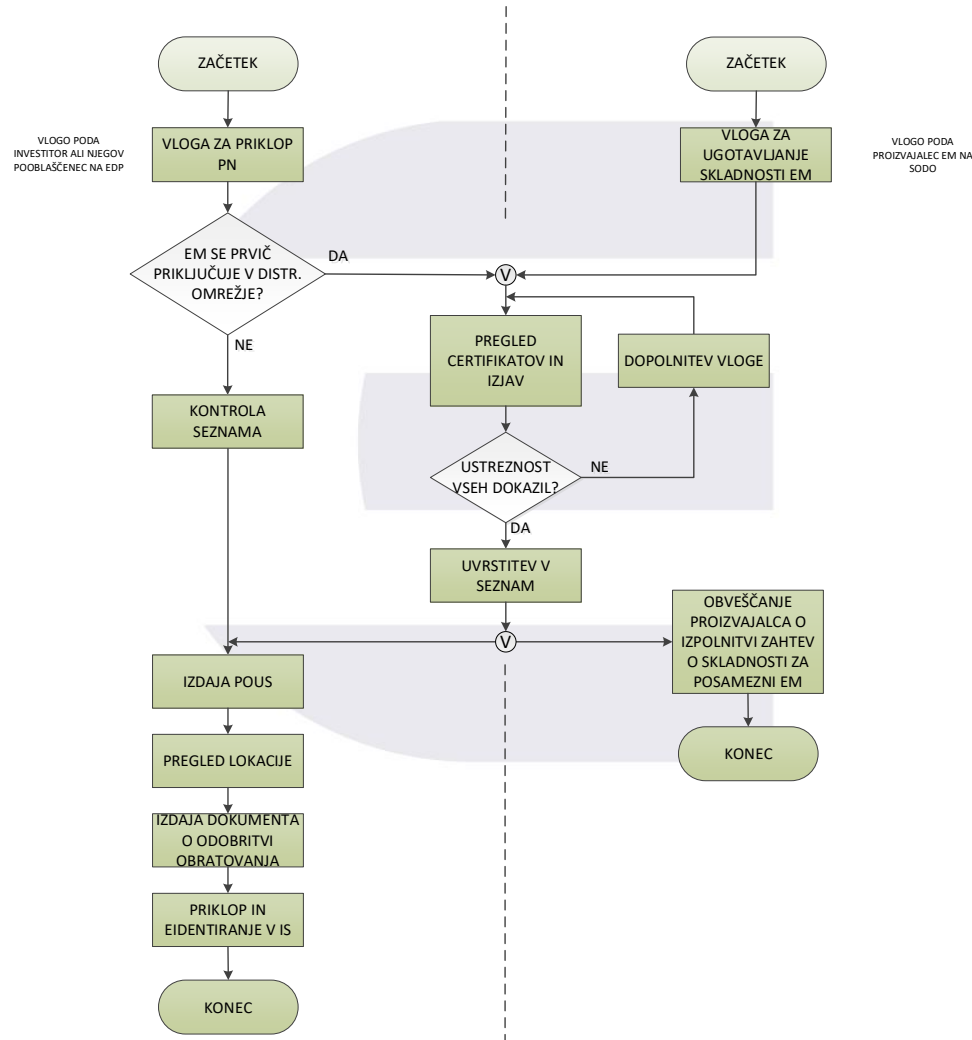 ZAČETEK
ZAČETEK
VLOGO PODA
INVESTITOR ALI NJEGOV
POOBLAŠČENEC NA EDP
VLOGA ZA PRIKLOP
PN
VLOGA ZA
UGOTAVLJANJE
SKLADNOSTI EM
VLOGO PODA
PROIZVAJALEC EM NA
SODO
EM SE PRVIČ
PRIKLJUČUJE V DISTR.
OMREŽJE?
DA
V
NE
PREGLED
CERTIFIKATOV IN
IZJAV
DOPOLNITEV VLOGE
KONTROLA
SEZNAMA
USTREZNOST
VSEH DOKAZIL?
NE
DA
UVRSTITEV V
SEZNAM
V
OBVEŠČANJE
PROIZVAJALCA O
IZPOLNITVI ZAHTEV
O SKLADNOSTI ZA
POSAMEZNI EM
IZDAJA POUS
PREGLED LOKACIJE
KONEC
IZDAJA DOKUMENTA
O ODOBRITVI
OBRATOVANJA
PRIKLOP IN
EIDENTIRANJE V IS
KONEC